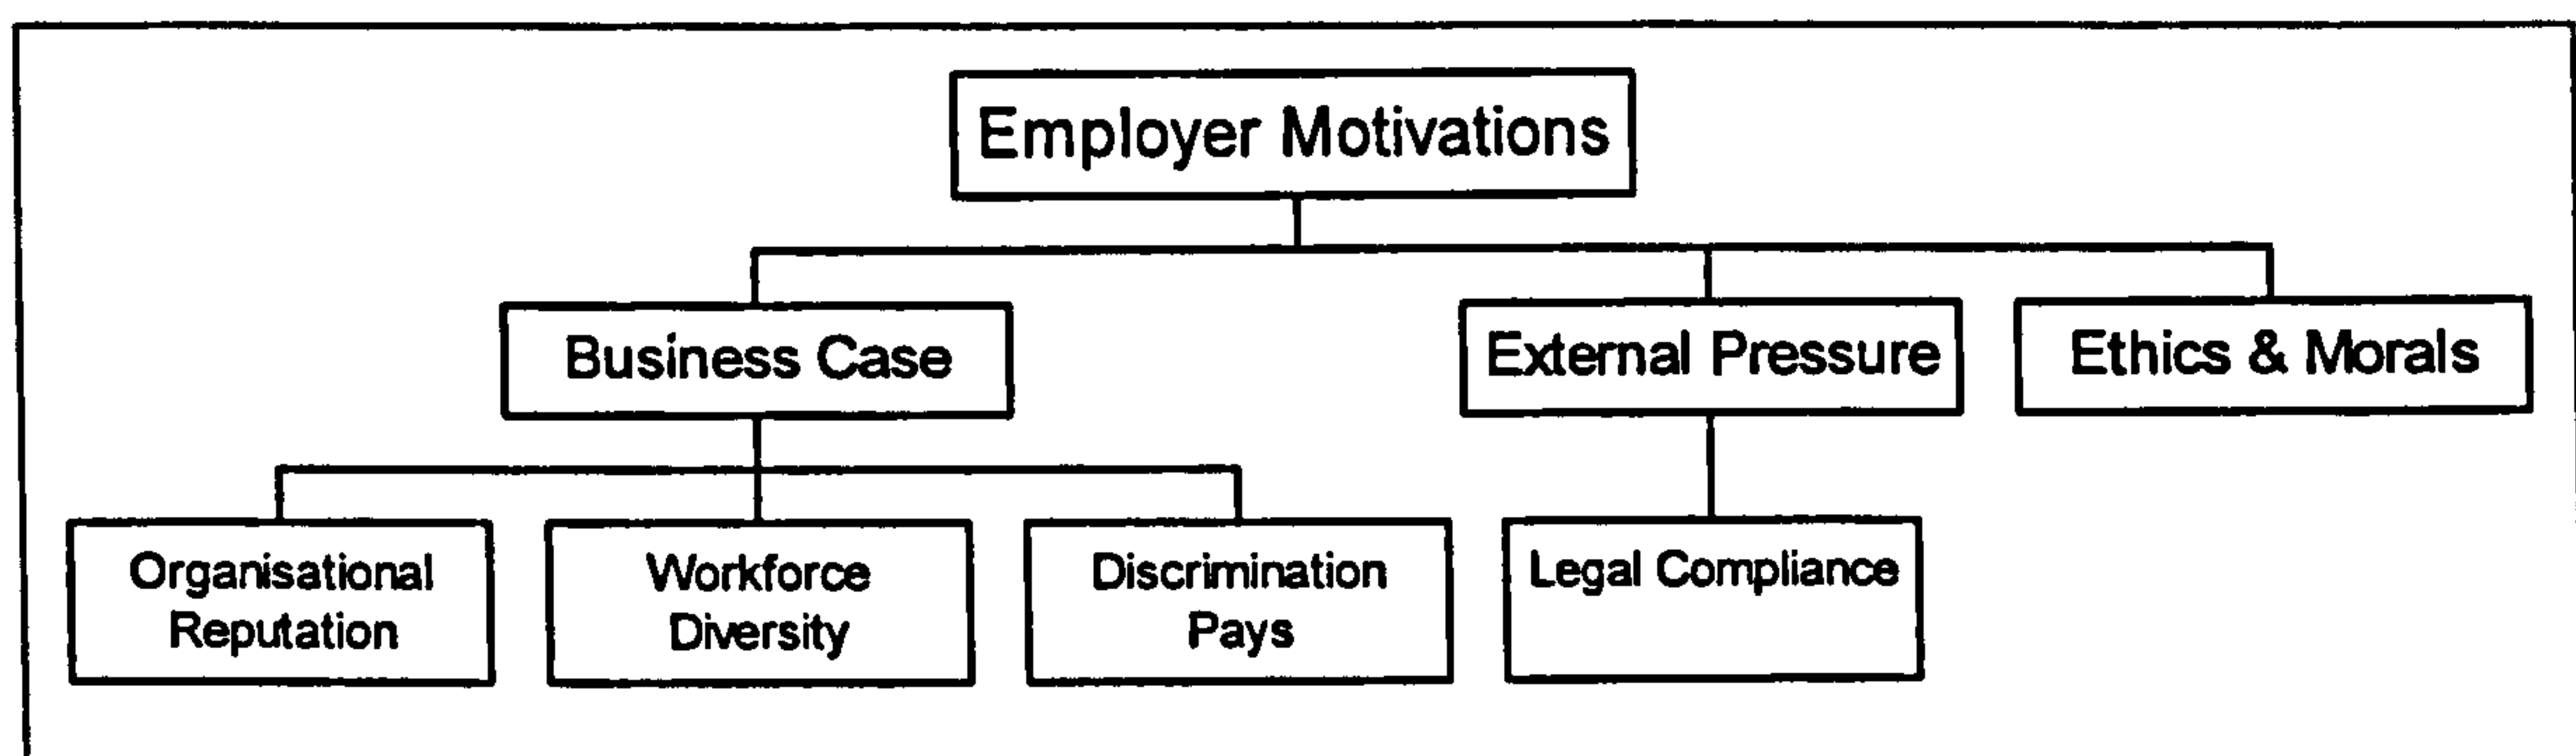 Employer Motivations
Business Case
External Pressure
Ethics & Morals
Organisational
Reputation
Workforce
Diversity
Discrimination
Pays
Legal Compliance